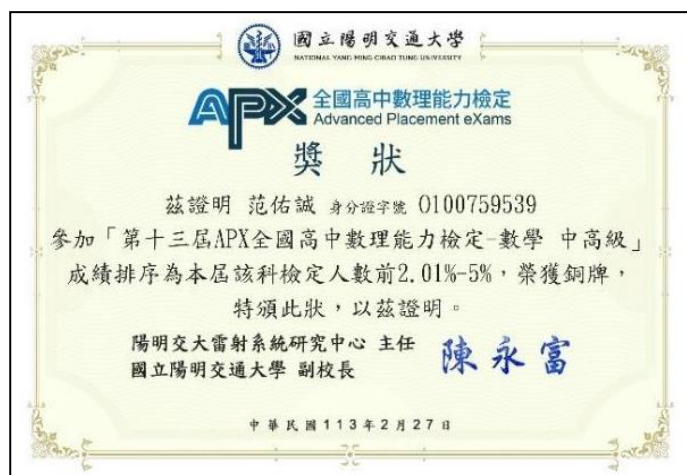 國立陽明交通大學
NATIONAL YANG MING CHIAO TUNG UNIVERSITY
APX 全國高中數理能力檢定
Advanced Placement eXams
獎 狀
茲證明 范佑誠 身分證字號 O100759539
參加「第十三屆APX全國高中數理能力檢定-數學 中高級」
成績排序為本屆該科檢定人數前2.01%-5%，榮獲銅牌，
特頒此狀，以茲證明。
陽明交大雷射系統研究中心 主任
國立陽明交通大學 副校長
陳永富
中華民國113年2月27日